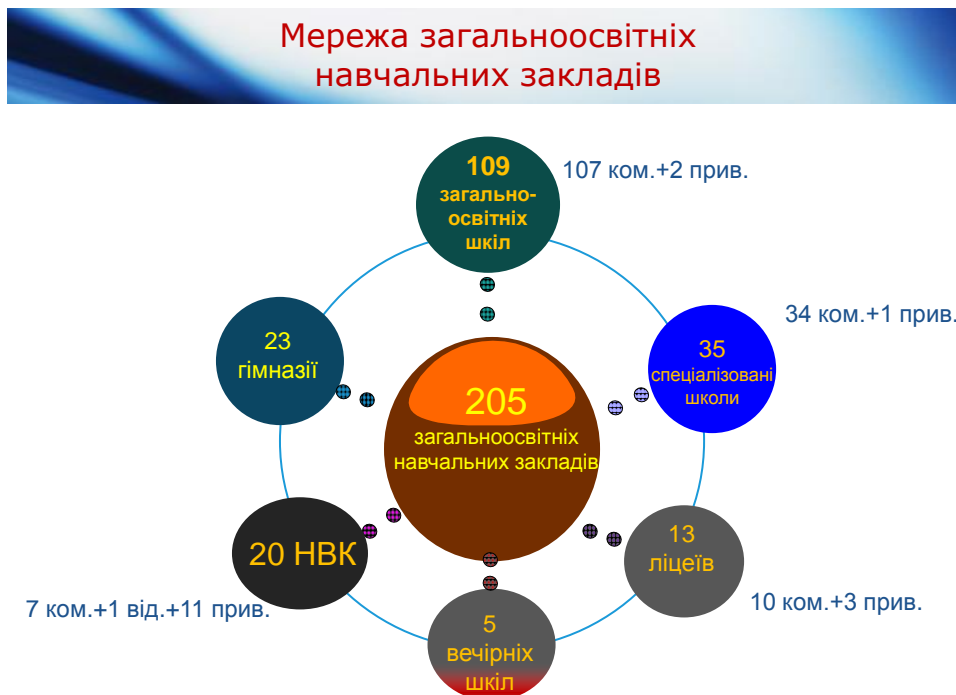 Мережа загальноосвітніх
навчальних закладів
109
загально-
освітніх
шкіл
107 ком.+2 прив.
34 ком.+1 прив.
35
спеціалізовані
школи
23
гімназії
205
загальноосвітніх
навчальних закладів
20 НВК
7 ком.+1 від.+11 прив.
13
ліцеїв
10 ком.+3 прив.
5
вечірніх
шкіл